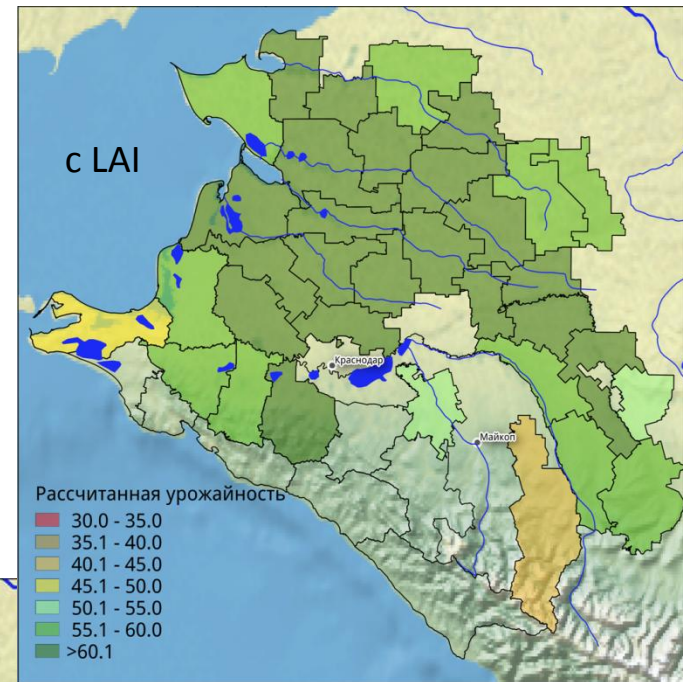 с LAI
Краснодар
Майкоп
Рассчитанная урожайность
30.0 - 35.0
35.1 - 40.0
40.1 - 45.0
45.1 - 50.0
50.1 - 55.0
55.1 - 60.0
>60.1